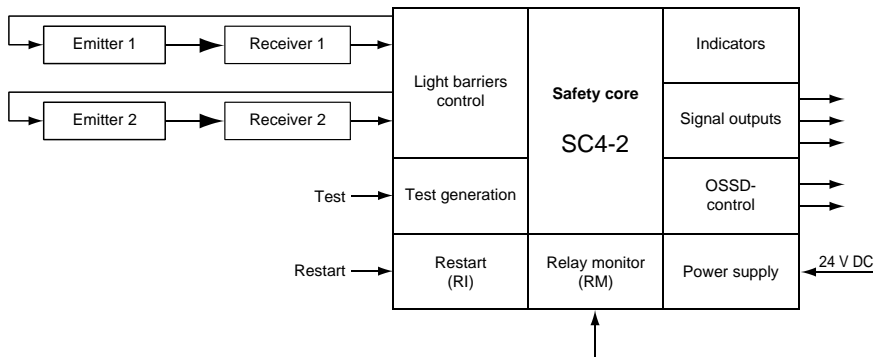 Emitter 1
Receiver 1
Indicators
Light barriers
control
Safety core
SC4-2
Emitter 2
Receiver 2
Signal outputs
Test
Test generation
OSSD-
control
Restart
Restart
(RI)
Relay monitor
(RM)
Power supply
24 V DC